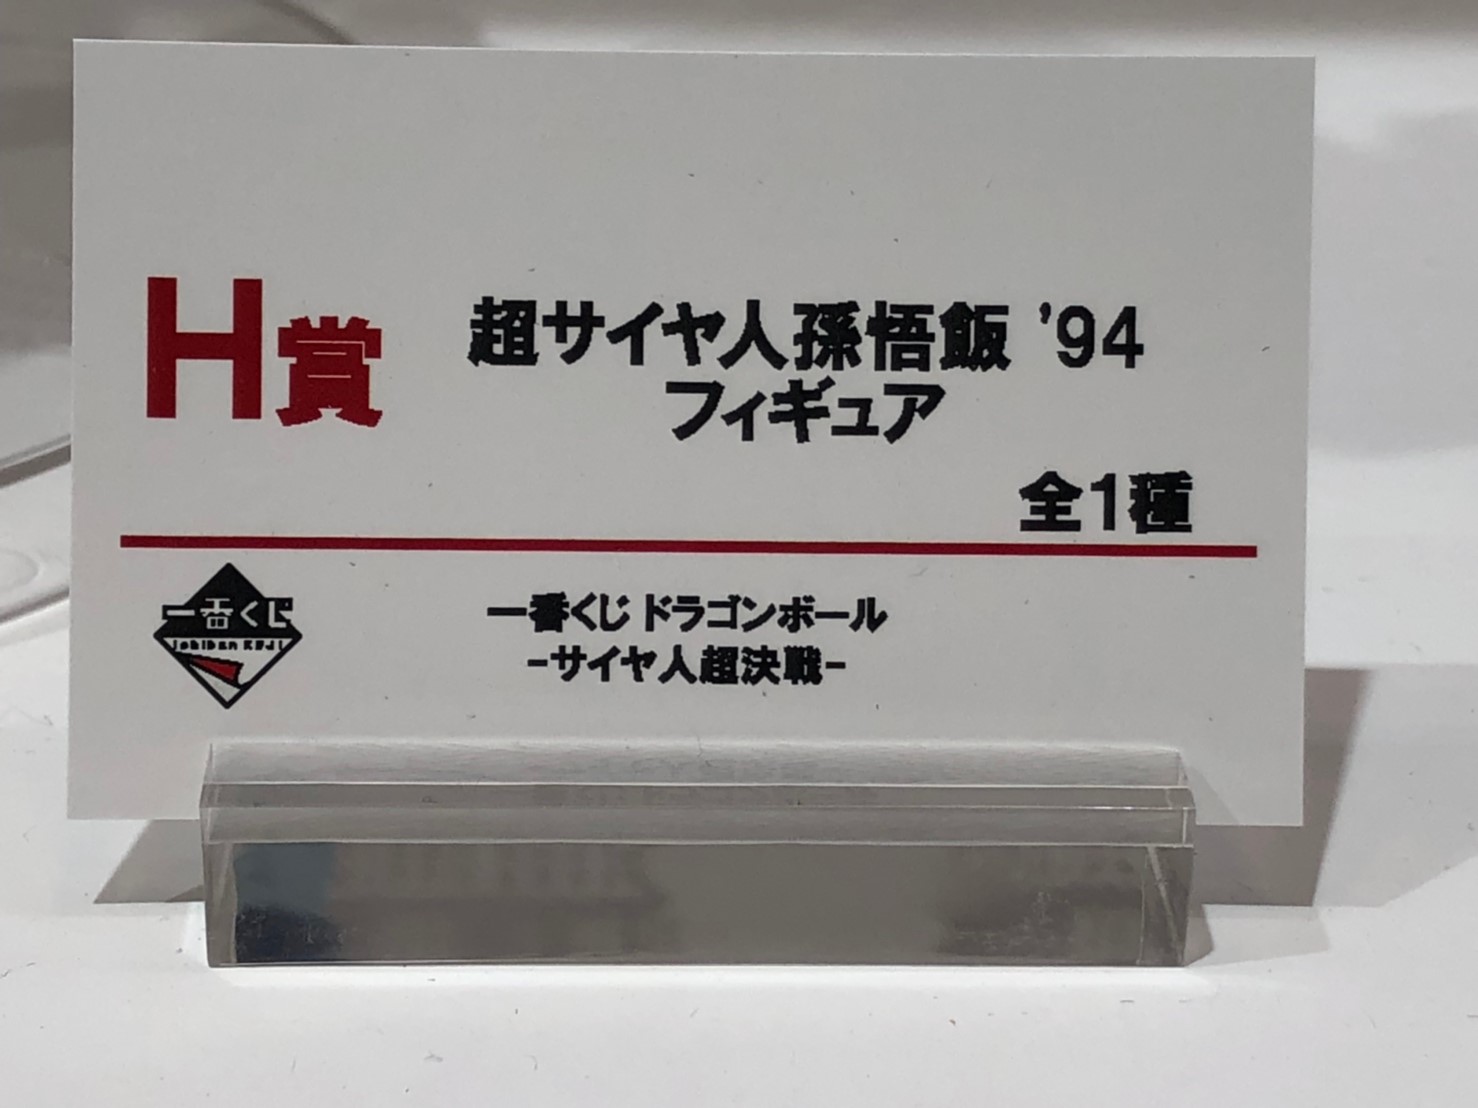 H賞
超サイヤ人孫悟飯 '94
フィギュア
全1種
一番くじ
Ichiban KUJI
一番くじ ドラゴンボール
-サイヤ人超決戦-